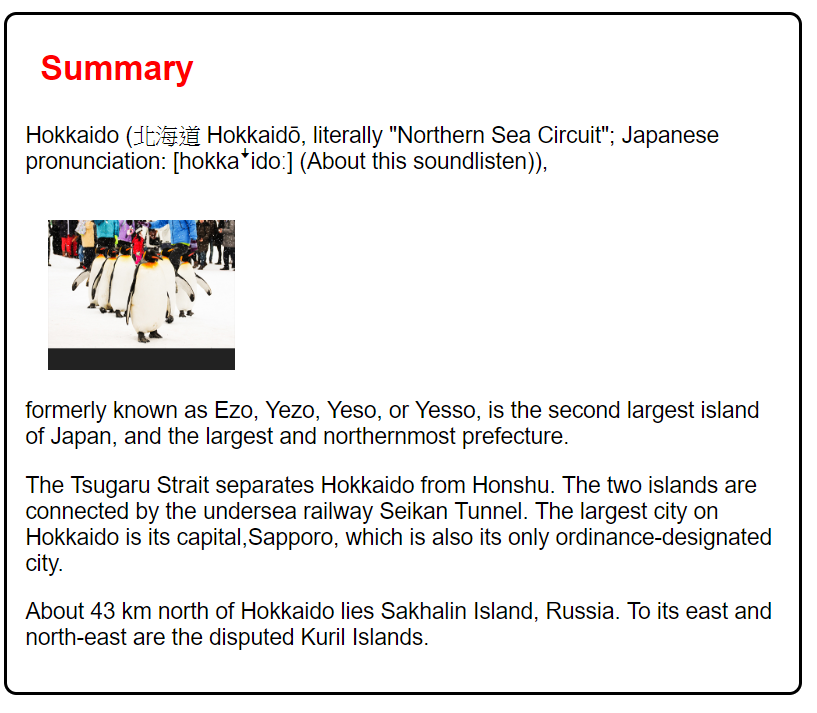 Summary
Hokkaido (北海道 Hokkaidō, literally "Northern Sea Circuit"; Japanese
pronunciation: [hokkaꜜidoː] (About this soundlisten)),
formerly known as Ezo, Yezo, Yeso, or Yesso, is the second largest island
of Japan, and the largest and northernmost prefecture.
The Tsugaru Strait separates Hokkaido from Honshu. The two islands are
connected by the undersea railway Seikan Tunnel. The largest city on
Hokkaido is its capital,Sapporo, which is also its only ordinance-designated
city.
About 43 km north of Hokkaido lies Sakhalin Island, Russia. To its east and
north-east are the disputed Kuril Islands.